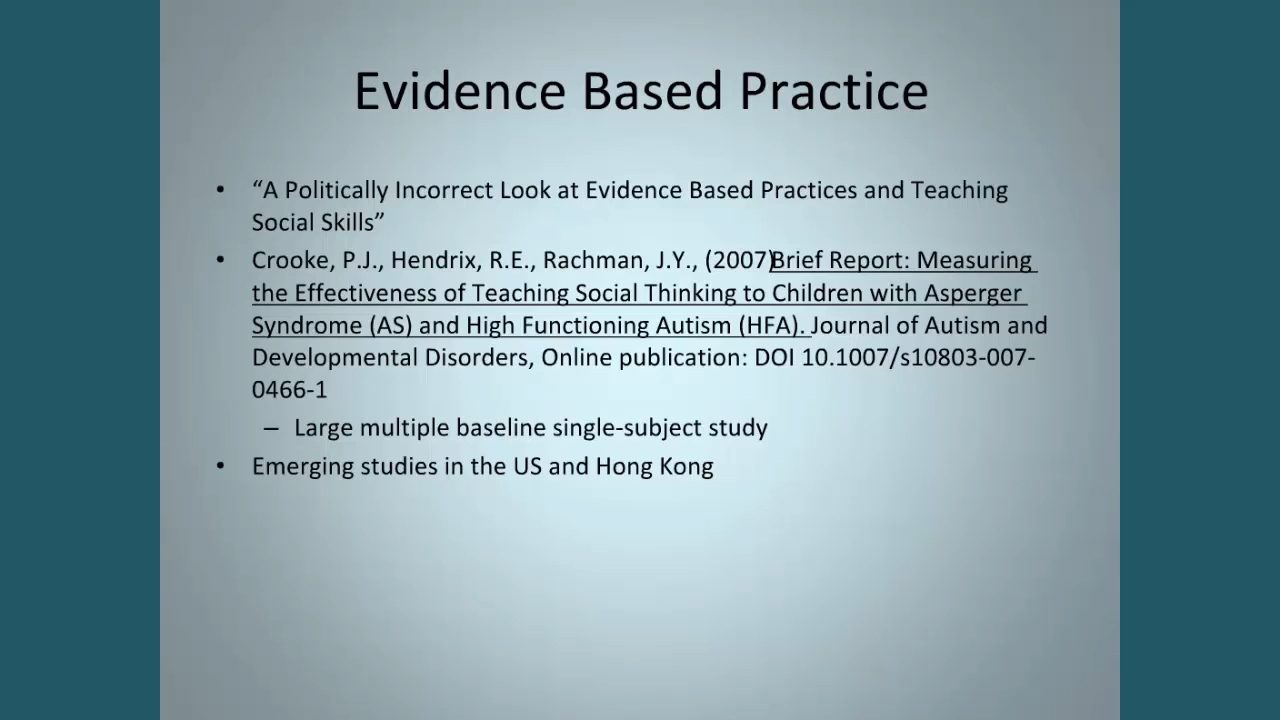 Evidence Based Practice
• “A Politically Incorrect Look at Evidence Based Practices and Teaching
Social Skills”
• Crooke, P.J., Hendrix, R.E., Rachman, J.Y., (2007)Brief Report: Measuring
the Effectiveness of Teaching Social Thinking to Children with Asperger
Syndrome (AS) and High Functioning Autism (HFA). Journal of Autism and
Developmental Disorders, Online publication: DOI 10.1007/s10803-007-
0466-1
– Large multiple baseline single-subject study
• Emerging studies in the US and Hong Kong